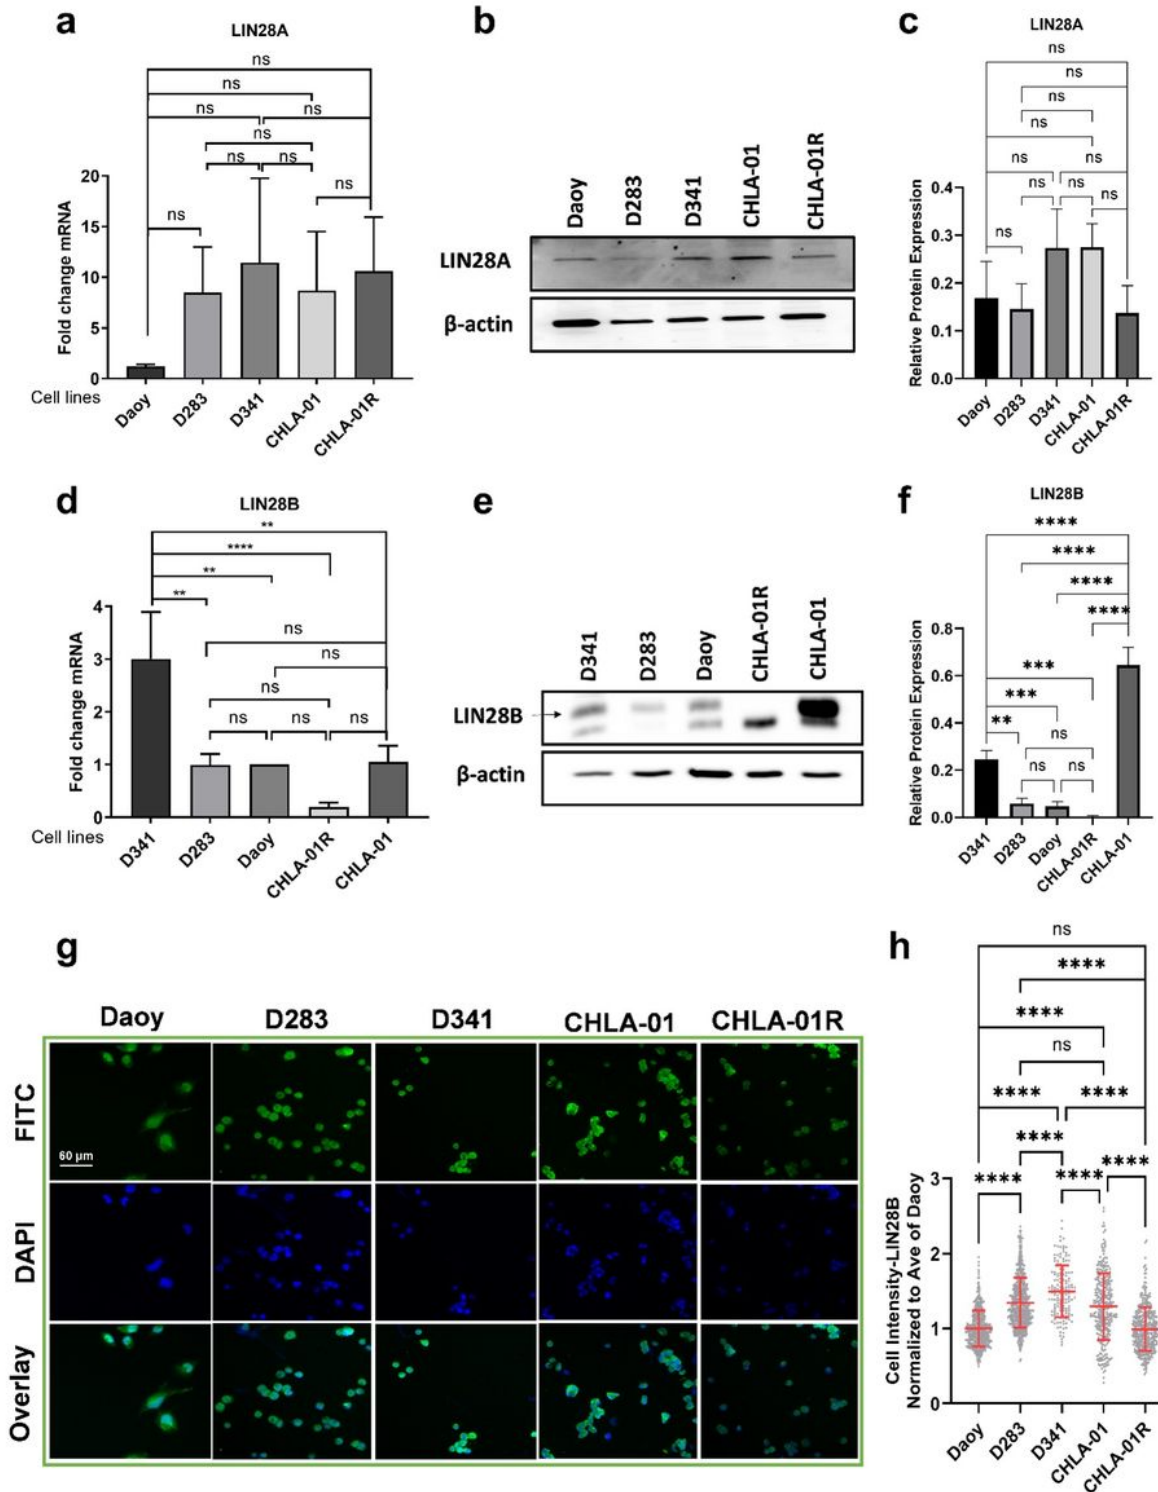 a
LIN28A
ns
ns
ns ns
ns
ns ns
ns
ns
Fold change mRNA
20
15
10
5
0
Cell lines
Daoy
D283
D341
CHLA-01
CHLA-01R
b
Daoy
D283
D341
CHLA-01
CHLA-01R
LIN28A
β-actin
c
LIN28A
ns
ns
ns
ns
ns ns
ns ns
ns
ns
Relative Protein Expression
0.4
0.3
0.2
0.1
0.0
Daoy
D283
D341
CHLA-01
CHLA-01R
d
LIN28B
**
****
**
**
ns
ns
ns
ns ns ns
Fold change mRNA
4
3
2
1
0
Cell lines
D341
D283
Daoy
CHLA-01R
CHLA-01
e
D341
D283
Daoy
CHLA-01R
CHLA-01
LIN28B
β-actin
f
LIN28B
****
****
****
****
***
***
**
ns
ns ns
Relative Protein Expression
0.8
0.6
0.4
0.2
0.0
D341
D283
Daoy
CHLA-01R
CHLA-01
g
Daoy D283 D341 CHLA-01 CHLA-01R
FITC
60 µm
DAPI
Overlay
h
ns
****
****
ns
**** ****
****
**** **** ****
Cell Intensity-LIN28B
Normalized to Ave of Daoy
3
2
1
0
Daoy
D283
D341
CHLA-01
CHLA-01R